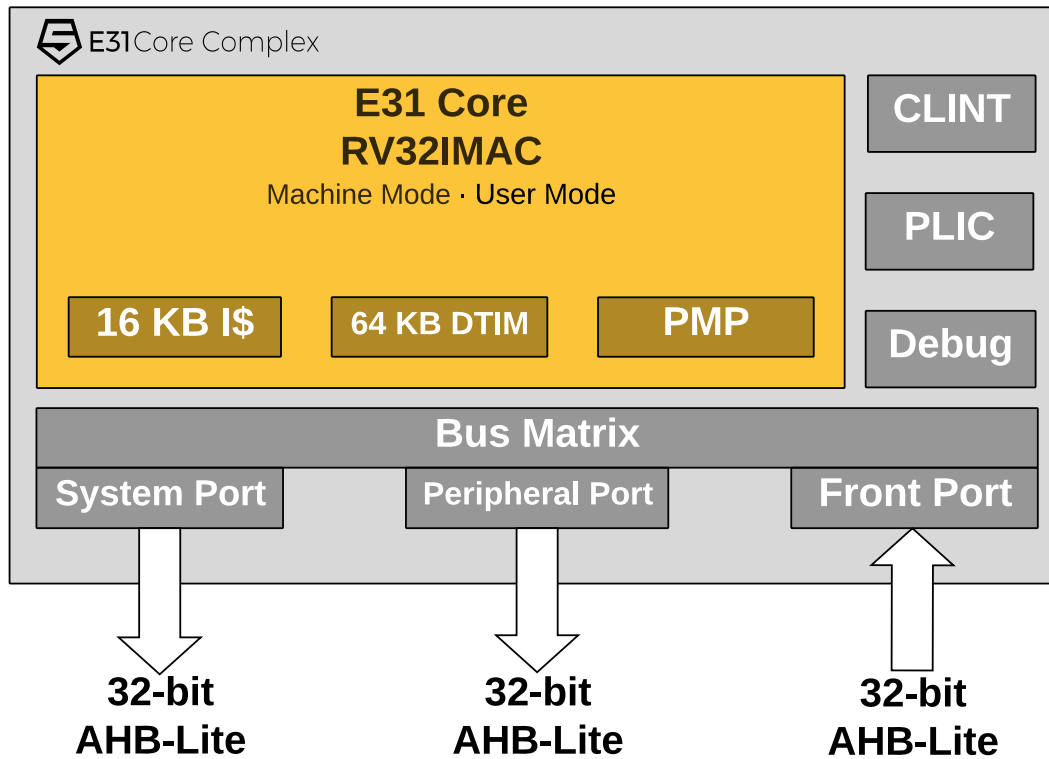 E31 Core Complex
E31 Core
RV32IMAC
Machine Mode · User Mode
16 KB I$
64 KB DTIM
PMP
CLINT
PLIC
Debug
Bus Matrix
System Port
Peripheral Port
Front Port
32-bit
AHB-Lite
32-bit
AHB-Lite
32-bit
AHB-Lite